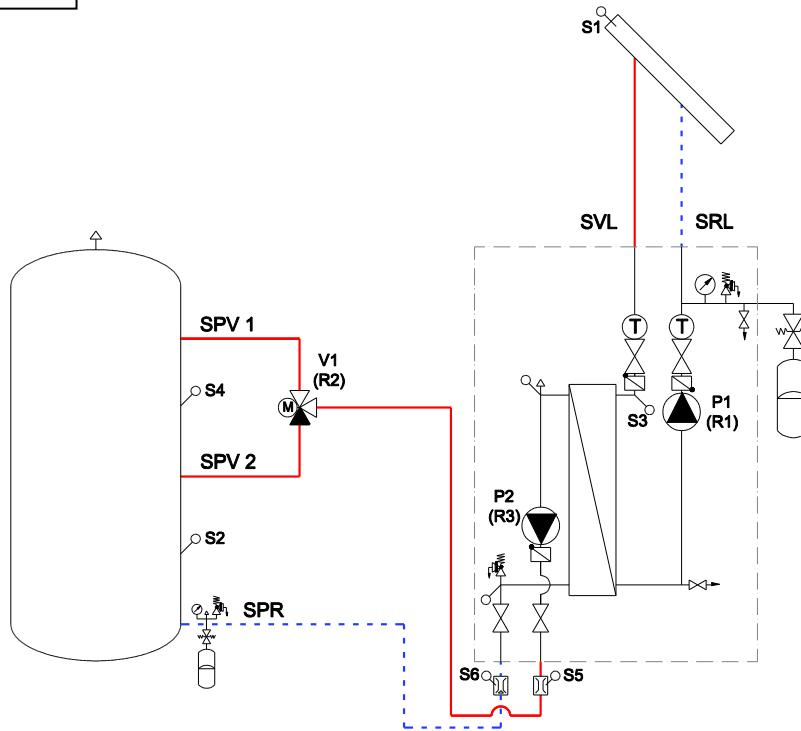 S1
SVL
SRL
SPV 1
T
T
V1
(R2)
S4
M
S3
P1
(R1)
SPV 2
P2
(R3)
S2
SPR
S6
S5